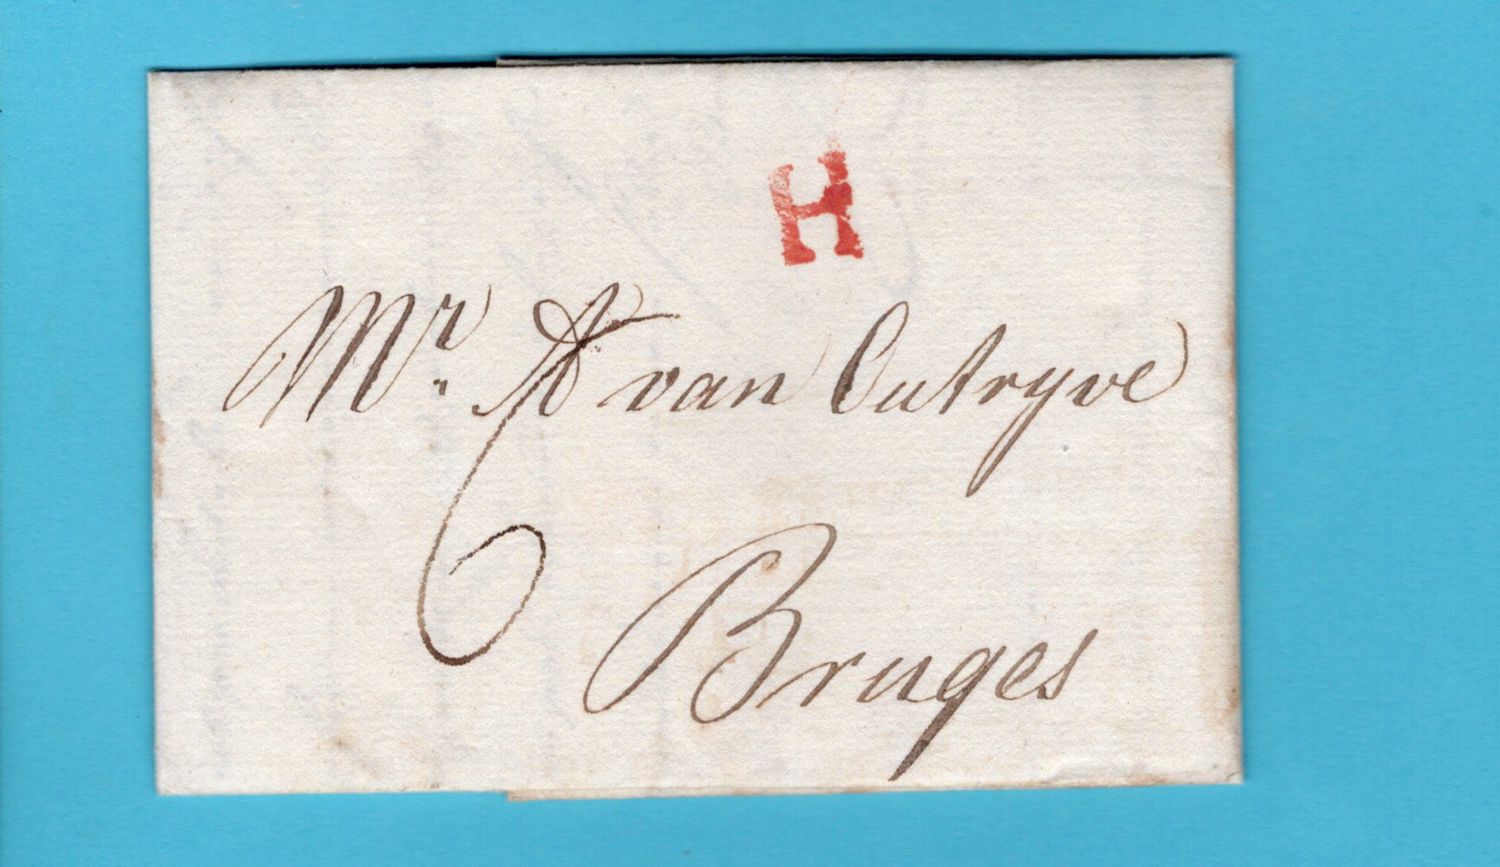 H
Mr. A van Outryve
6
Bruges